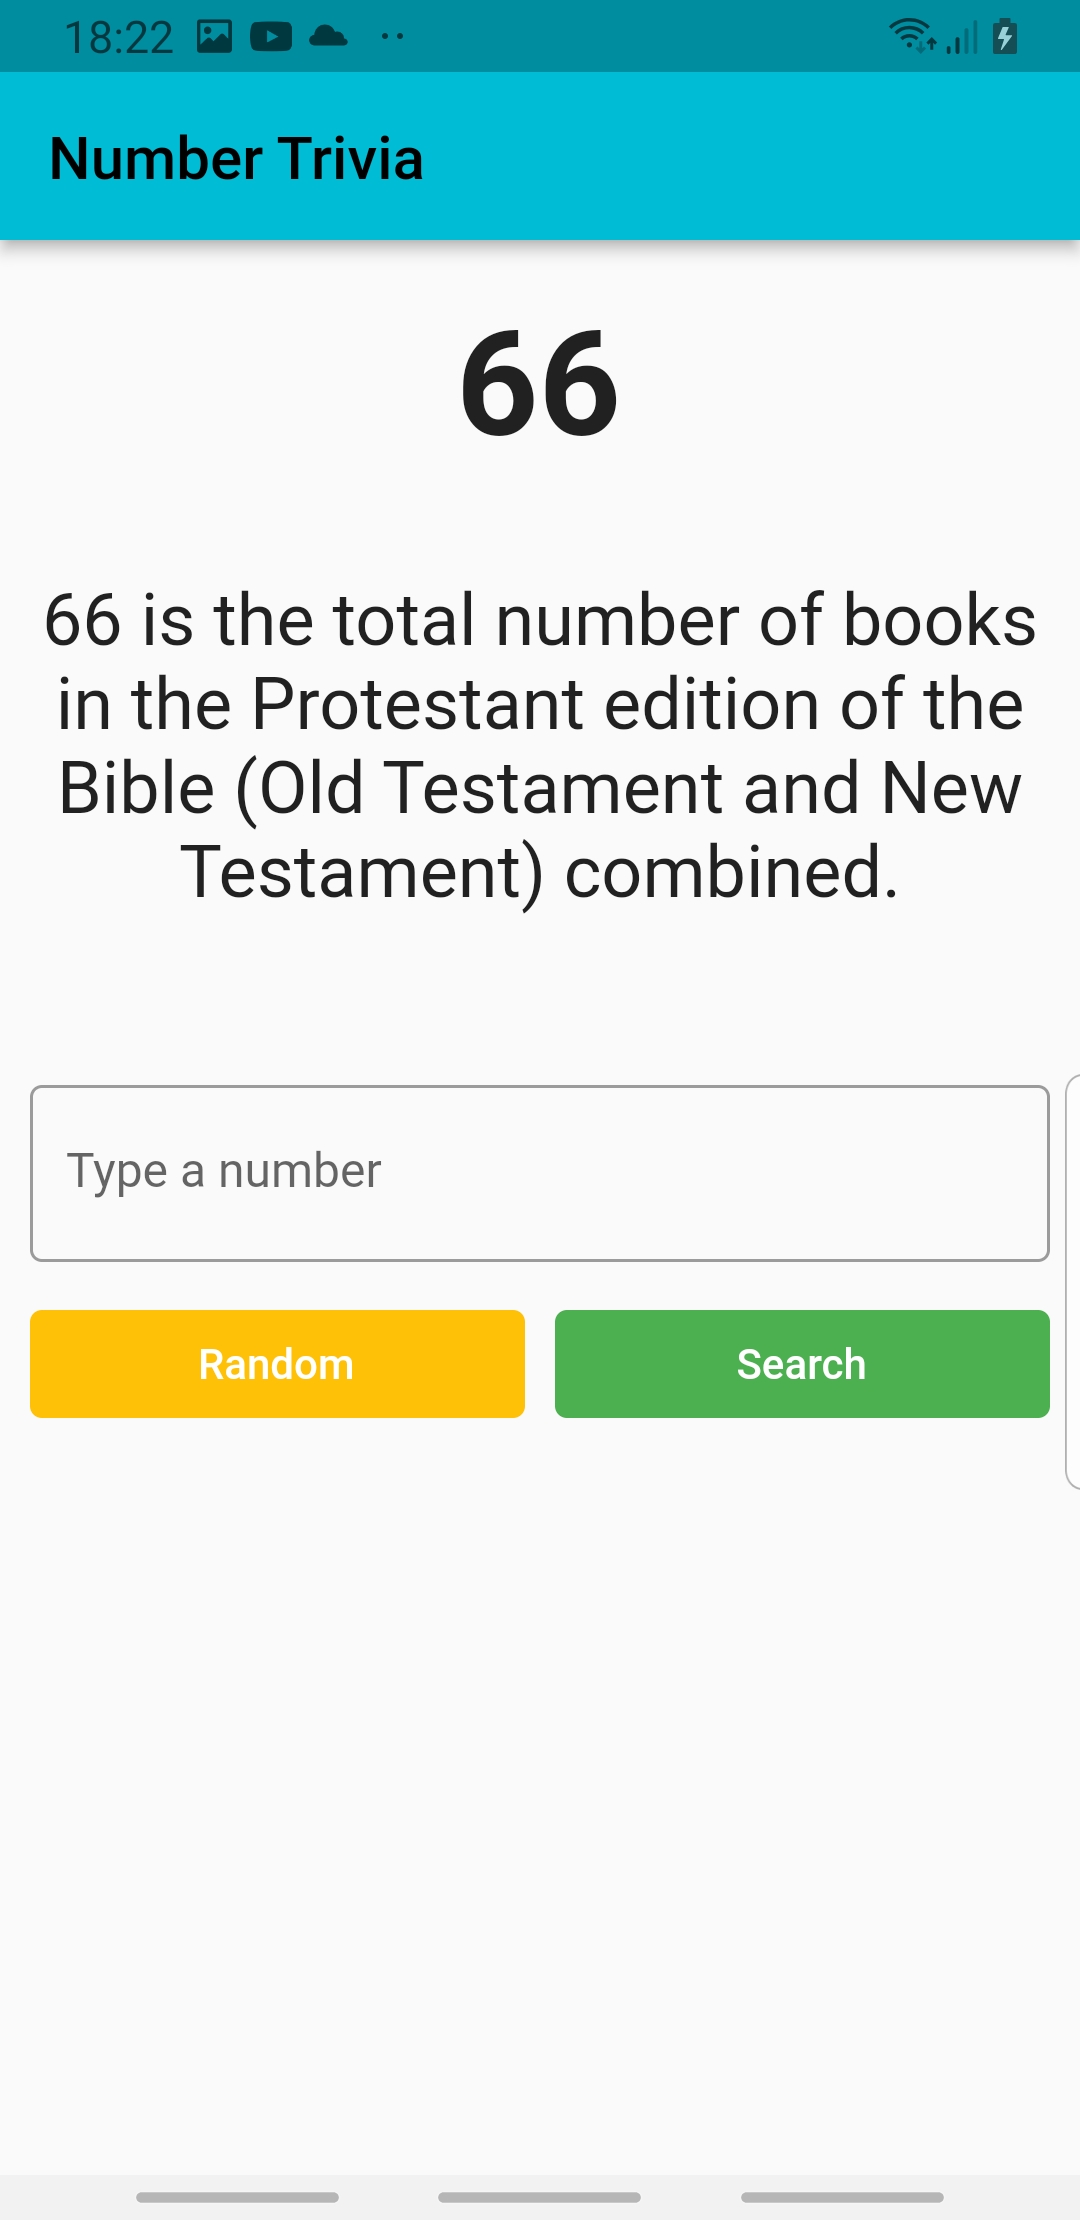 18:22
Number Trivia
66
66 is the total number of books
in the Protestant edition of the
Bible (Old Testament and New
Testament) combined.
Type a number
Random
Search